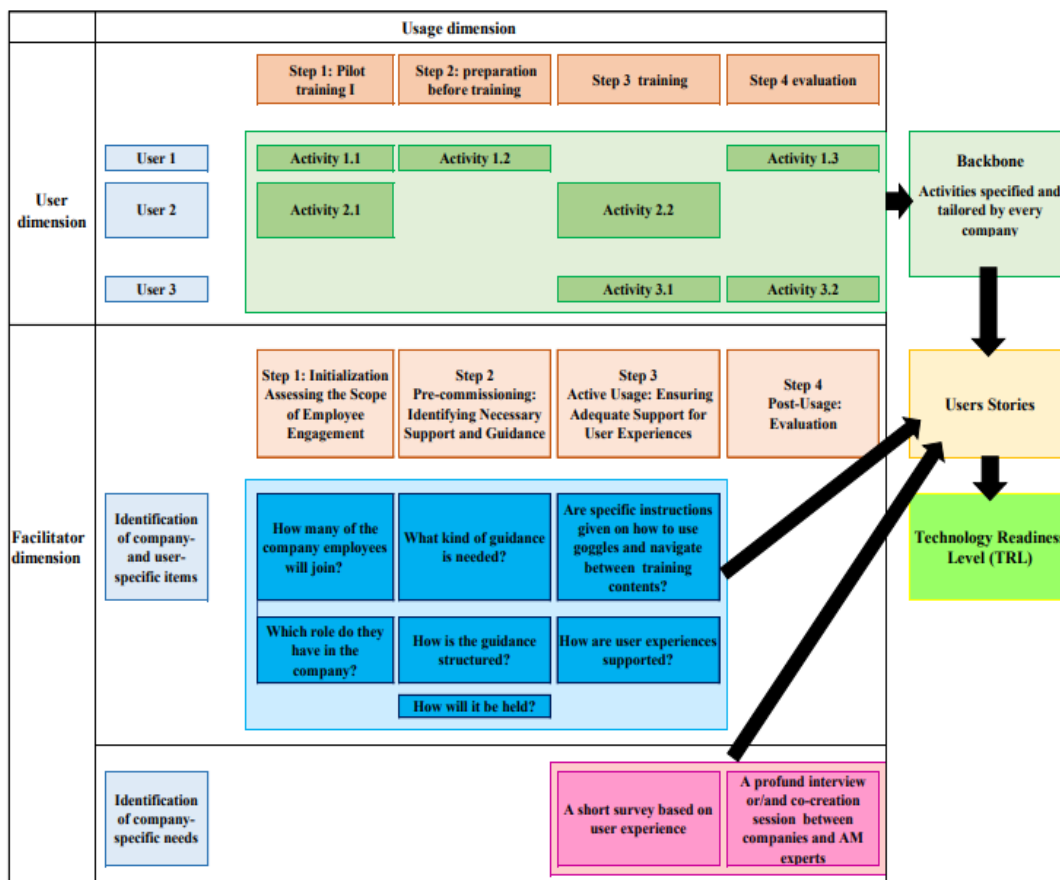 Usage dimension
Step 1: Pilot
training I
Step 2: preparation
before training
Step 3 training
Step 4 evaluation
User
dimension
User 1
Activity 1.1
Activity 1.2
Activity 1.3
User 2
Activity 2.1
Activity 2.2
User 3
Activity 3.1
Activity 3.2
Backbone
Activities specified and
tailored by every
company
Facilitator
dimension
Step 1: Initialization
Assessing the Scope
of Employee
Engagement
Step 2
Pre-commissioning:
Identifying Necessary
Support and Guidance
Step 3
Active Usage: Ensuring
Adequate Support for
User Experiences
Step 4
Post-Usage:
Evaluation
Users Stories
Identification
of company-
and user-
specific items
How many of the
company employees
will join?
What kind of guidance
is needed?
Are specific instructions
given on how to use
goggles and navigate
between training
contents?
Technology Readiness
Level (TRL)
Which role do they
have in the
company?
How is the guidance
structured?
How are user experiences
supported?
How will it be held?
Identification
of company-
specific needs
A short survey based on
user experience
A profund interview
or/and co-creation
session between
companies and AM
experts